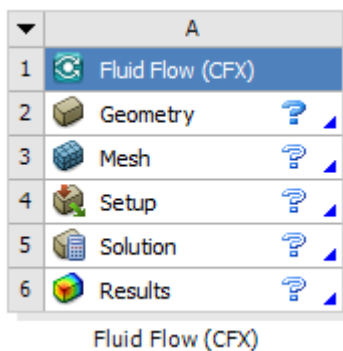 A
1 Fluid Flow (CFX)
2 Geometry ?
3 Mesh ?
4 Setup ?
5 Solution ?
6 Results ?
Fluid Flow (CFX)